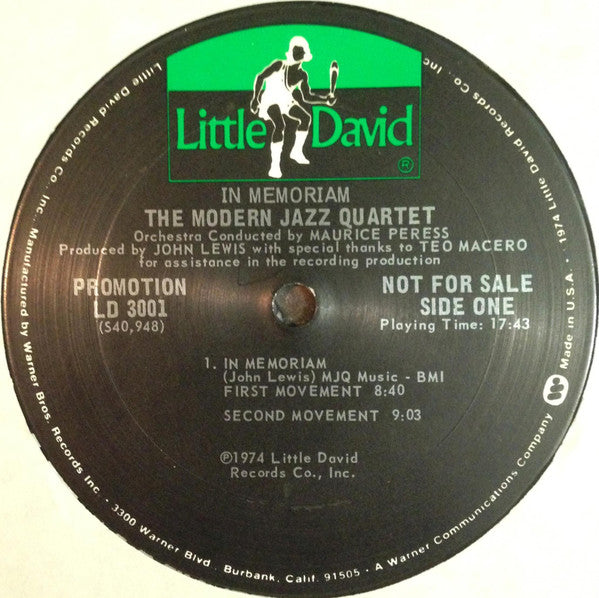 Little David ®
IN MEMORIAM
THE MODERN JAZZ QUARTET
Orchestra Conducted by MAURICE PERESS
Produced by JOHN LEWIS with special thanks to TEO MACERO
for assistance in the recording production
PROMOTION
LD 3001
(S40,948)
NOT FOR SALE
SIDE ONE
Playing Time: 17:43
1. IN MEMORIAM
(John Lewis) MJQ Music - BMI
FIRST MOVEMENT 8:40
SECOND MOVEMENT 9:03
℗1974 Little David
Records Co., Inc.
Little David Records Co., Inc. Manufactured by Warner Bros. Records Inc. · 3300 Warner Blvd., Burbank, Calif. 91505 · A Warner Communications Company Made in U.S.A. · 1974 Little David Records Co., Inc.